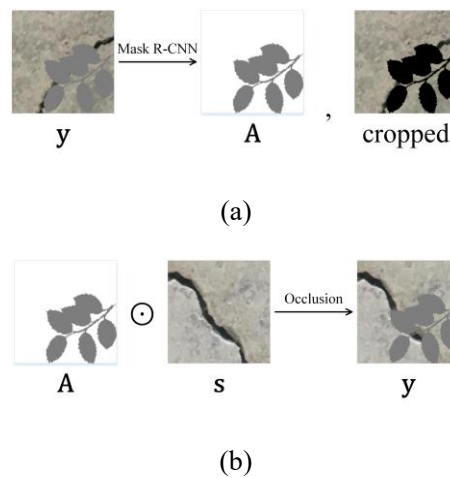 Mask R-CNN
y
A
,
cropped
(a)
⊙
Occlusion
A
s
y
(b)